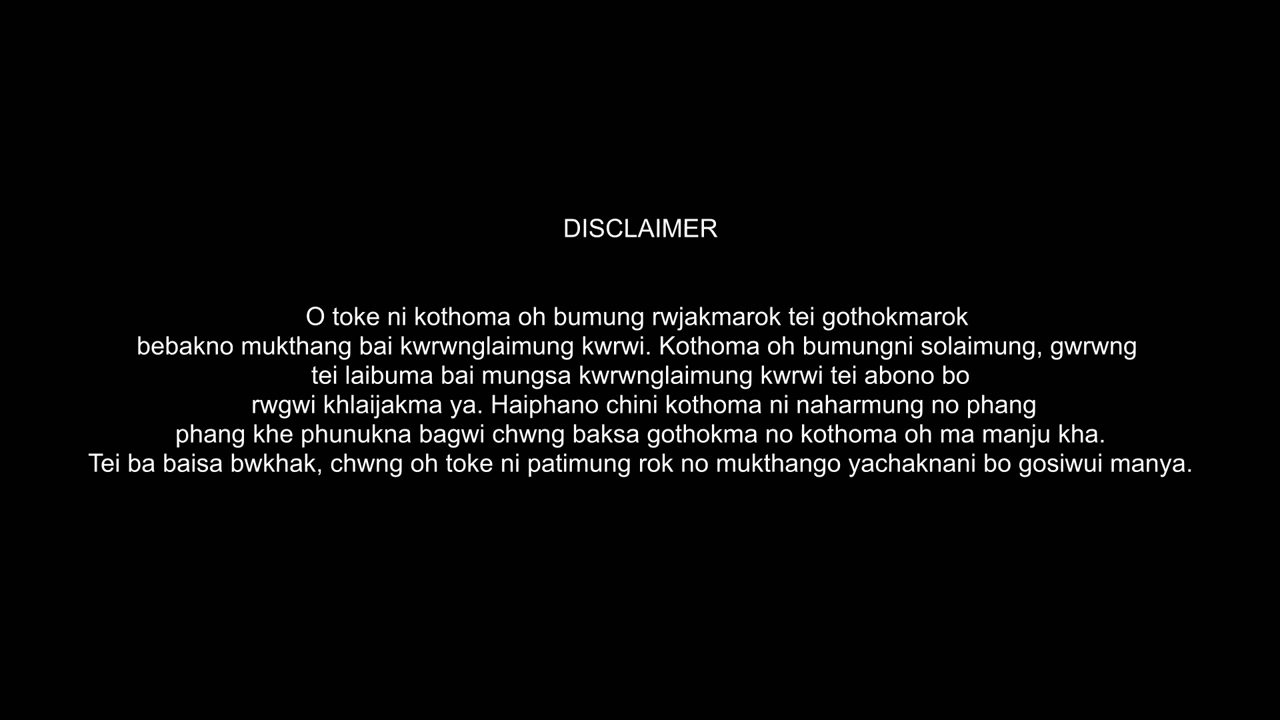 DISCLAIMER
O toke ni kothoma oh bumung rwjakmarok tei gothokmarok
bebakno mukthang bai kwrwnglaimung kwrwi. Kothoma oh bumungni solaimung, gwrwng
tei laibuma bai mungsa kwrwnglaimung kwrwi tei abono bo
rwgwi khlaijakma ya. Haiphano chini kothoma ni naharmung no phang
phang khe phunukna bagwi chwng baksa gothokma no kothoma oh ma manju kha.
Tei ba baisa bwkhak, chwng oh toke ni patimung rok no mukthango yachaknani bo gosiwui manya.